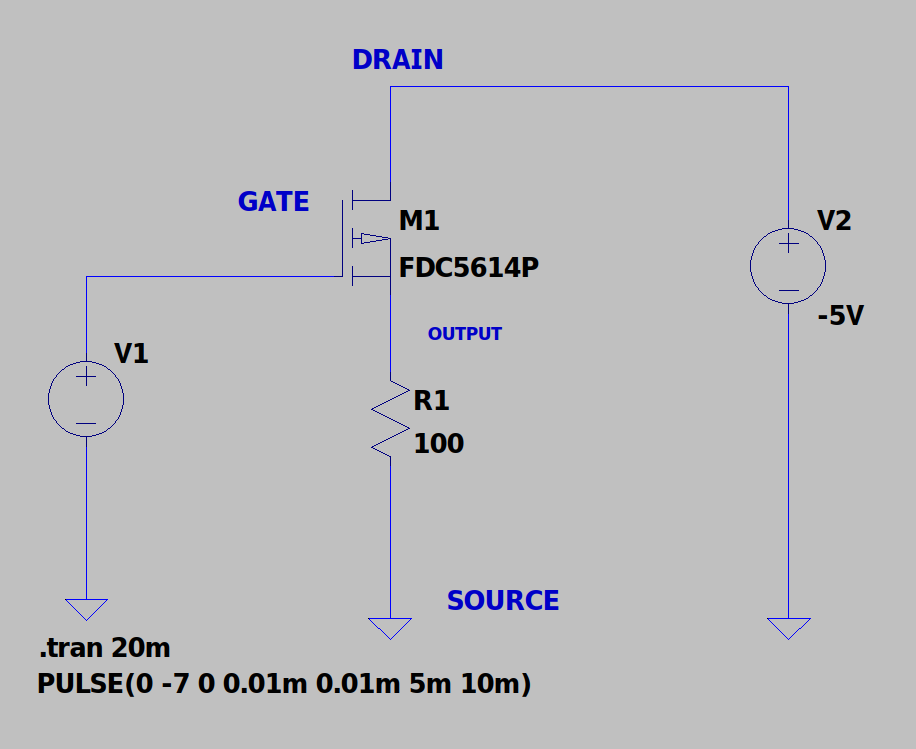 DRAIN
GATE
M1
FDC5614P
V2
-5V
OUTPUT
V1
R1
100
SOURCE
.tran 20m
PULSE(0 -7 0 0.01m 0.01m 5m 10m)